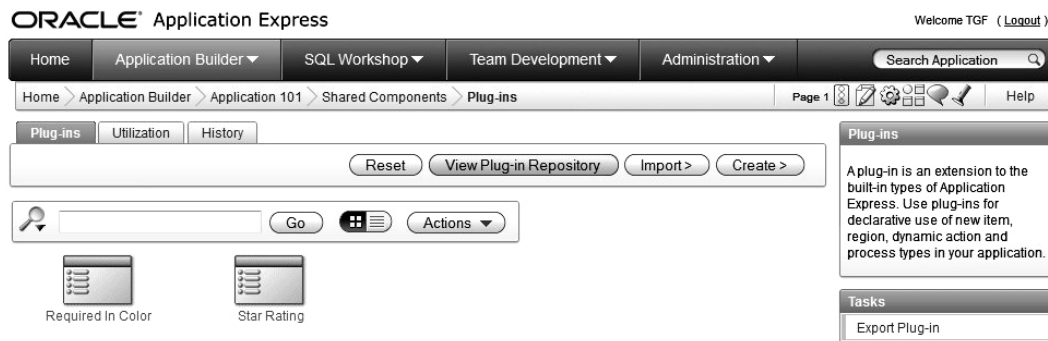 ORACLE Application Express
Welcome TGF ( Logout )
Home Application Builder SQL Workshop Team Development Administration Search Application
Home Application Builder Application 101 Shared Components Plug-ins Page 1 Help
Plug-ins Utilization History
Reset View Plug-in Repository Import > Create >
Go Actions
Required In Color Star Rating
Plug-ins
A plug-in is an extension to the
built-in types of Application
Express. Use plug-ins for
declarative use of new item,
region, dynamic action and
process types in your application.
Tasks
Export Plug-in